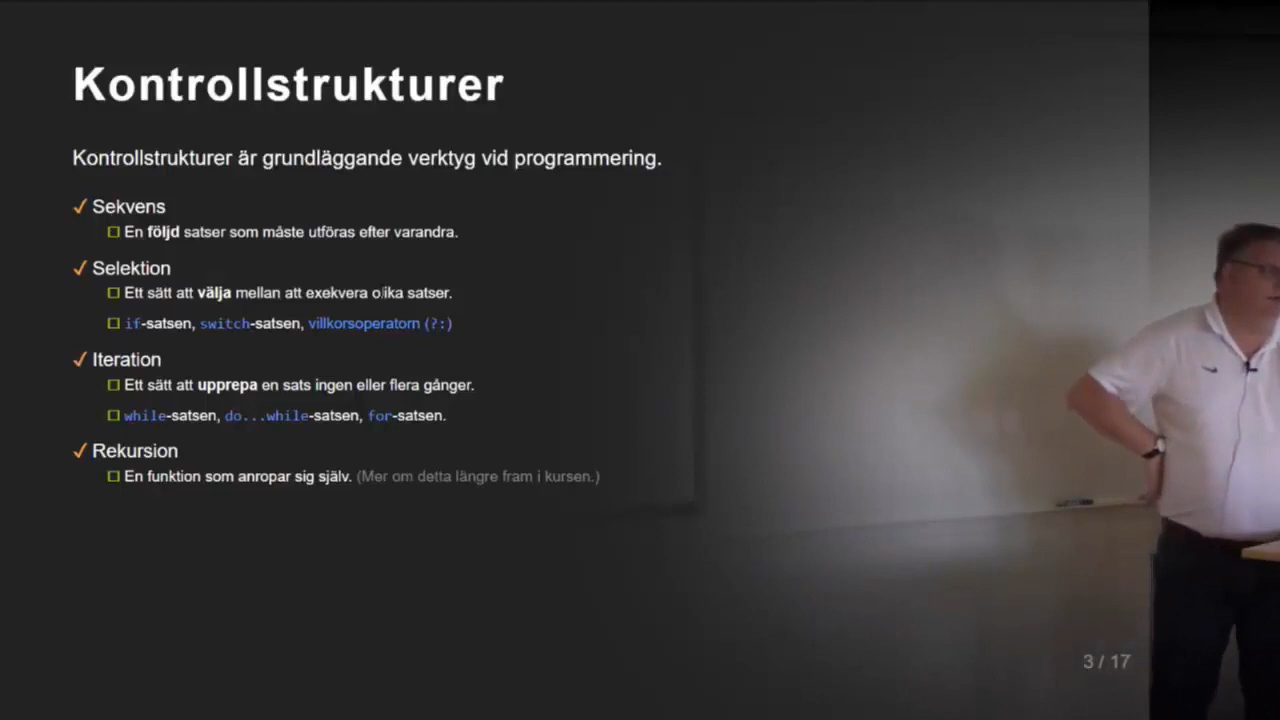 Kontrollstrukturer
Kontrollstrukturer är grundläggande verktyg vid programmering.
✓ Sekvens
En följd satser som måste utföras efter varandra.
✓ Selektion
Ett sätt att välja mellan att exekvera olika satser.
if-satsen, switch-satsen, villkorsoperatorn (?:)
✓ Iteration
Ett sätt att upprepa en sats ingen eller flera gånger.
while-satsen, do...while-satsen, for-satsen.
✓ Rekursion
En funktion som anropar sig själv. (Mer om detta längre fram i kursen.)
3 / 17